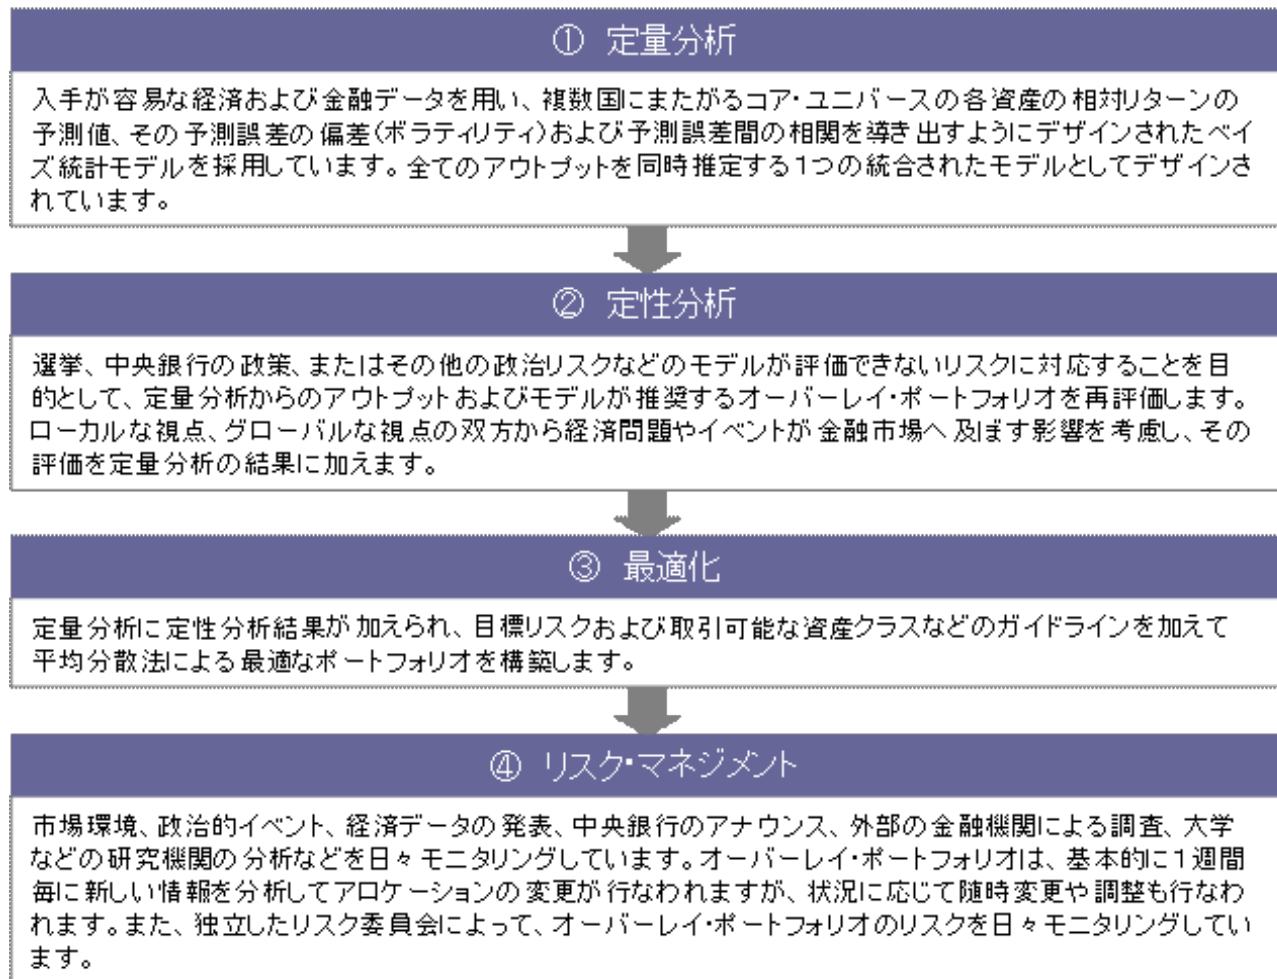 ① 定量分析
入手が容易な経済および金融データを用い、複数国にまたがるコア・ユニバースの各資産の相対リターンの
予測値、その予測誤差の偏差(ボラティリティ)および予測誤差間の相関を導き出すようにデザインされたベイ
ズ統計モデルを採用しています。全てのアウトプットを同時推定する1つの統合されたモデルとしてデザインさ
れています。
② 定性分析
選挙、中央銀行の政策、またはその他の政治リスクなどのモデルが評価できないリスクに対応することを目
的として、定量分析からのアウトプットおよびモデルが推奨するオーバーレイ・ポートフォリオを再評価します。
ローカルな視点、グローバルな視点の双方から経済問題やイベントが金融市場へ及ぼす影響を考慮し、その
評価を定量分析の結果に加えます。
③ 最適化
定量分析に定性分析結果が加えられ、目標リスクおよび取引可能な資産クラスなどのガイドラインを加えて
平均分散法による最適なポートフォリオを構築します。
④ リスク・マネジメント
市場環境、政治的イベント、経済データの発表、中央銀行のアナウンス、外部の金融機関による調査、大学
などの研究機関の分析などを日々モニタリングしています。オーバーレイ・ポートフォリオは、基本的に1週間
毎に新しい情報を分析してアロケーションの変更が行なわれますが、状況に応じて随時変更や調整も行なわ
れます。また、独立したリスク委員会によって、オーバーレイ・ポートフォリオのリスクを日々モニタリングしてい
ます。